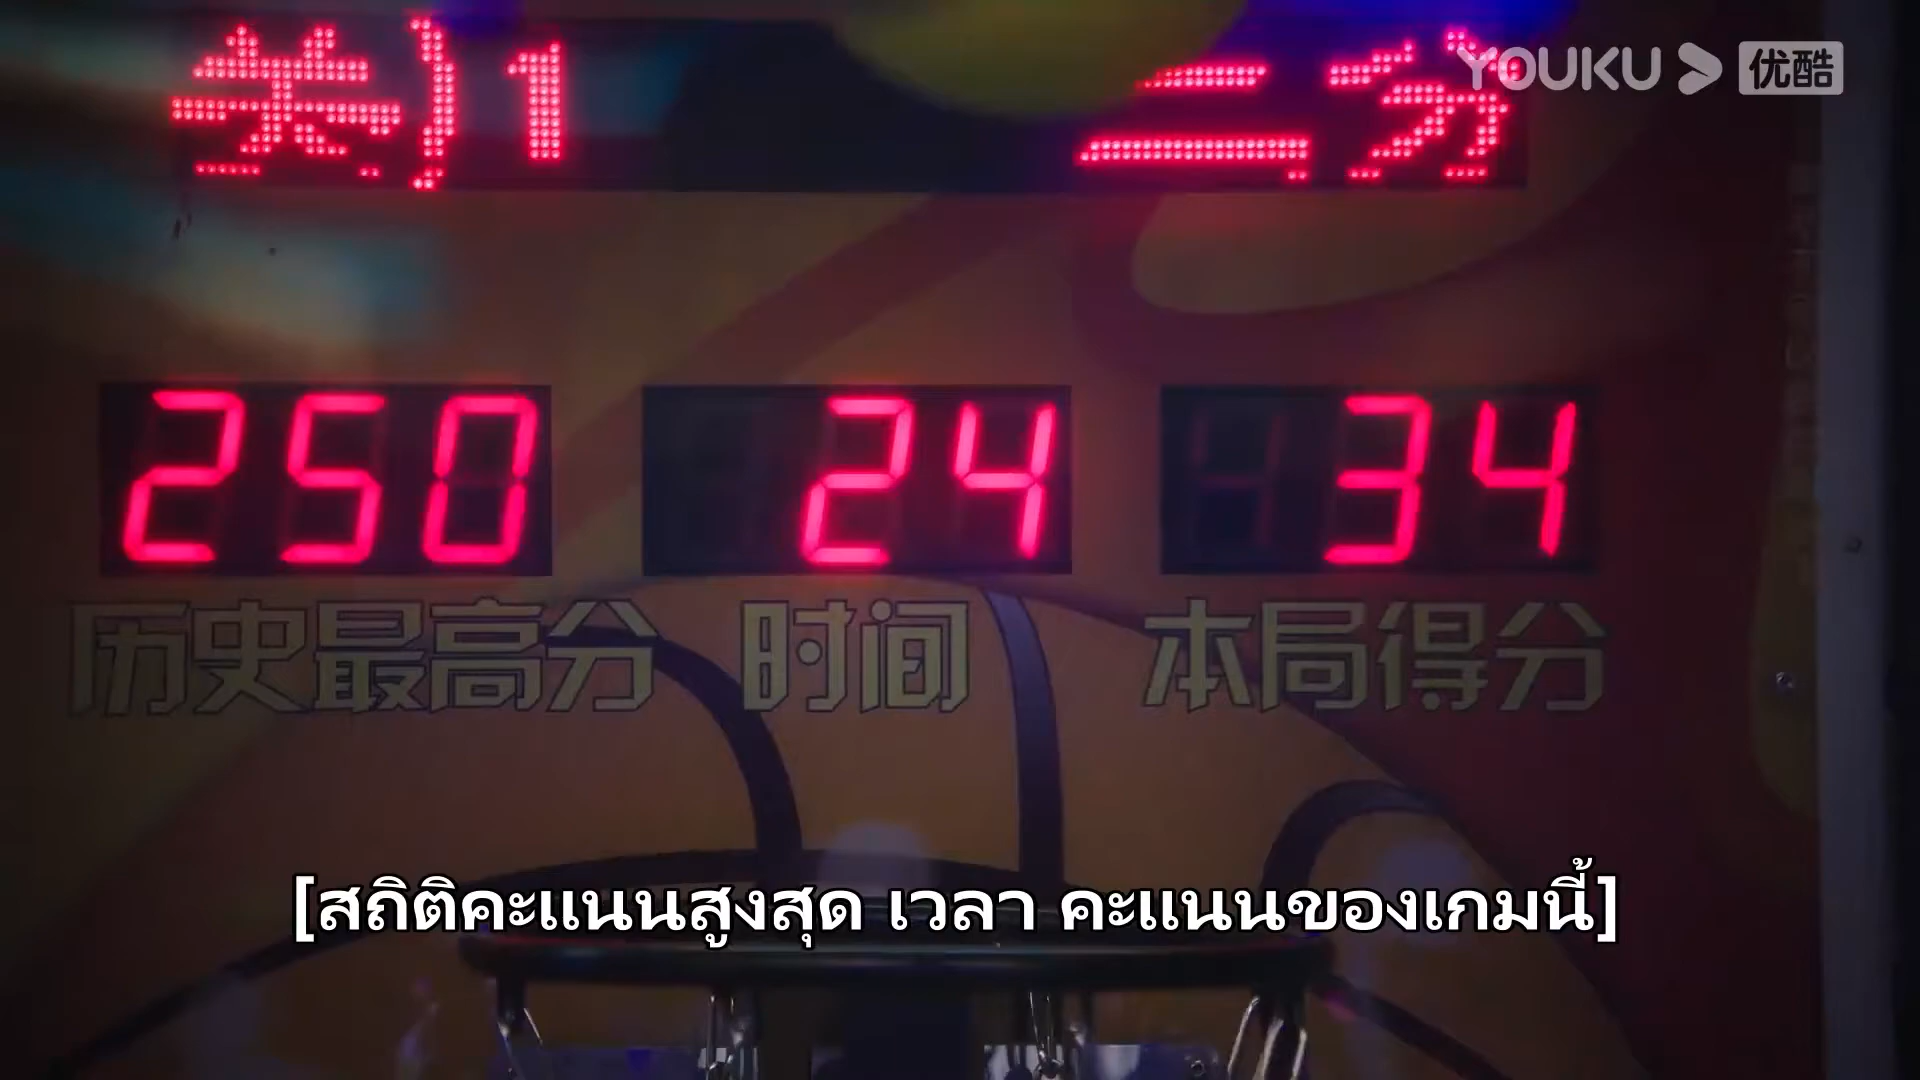 关)1 二分
YOUKU 优酷
250 24 34
历史最高分 时间 本局得分
[สถิติคะแนนสูงสุด เวลา คะแนนของเกมนี้]